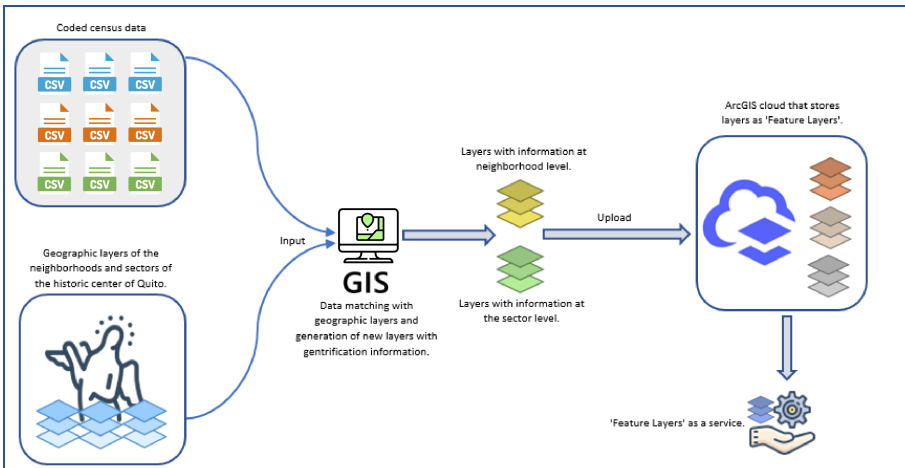 Coded census data
CSV CSV CSV
CSV CSV CSV
CSV CSV CSV
Geographic layers of the
neighborhoods and sectors of
the historic center of Quito.
Input
GIS
Data matching with
geographic layers and
generation of new layers with
gentrification information.
Layers with information at
neighborhood level.
Layers with information at
the sector level.
Upload
ArcGIS cloud that stores
layers as 'Feature Layers'.
'Feature Layers' as a service.